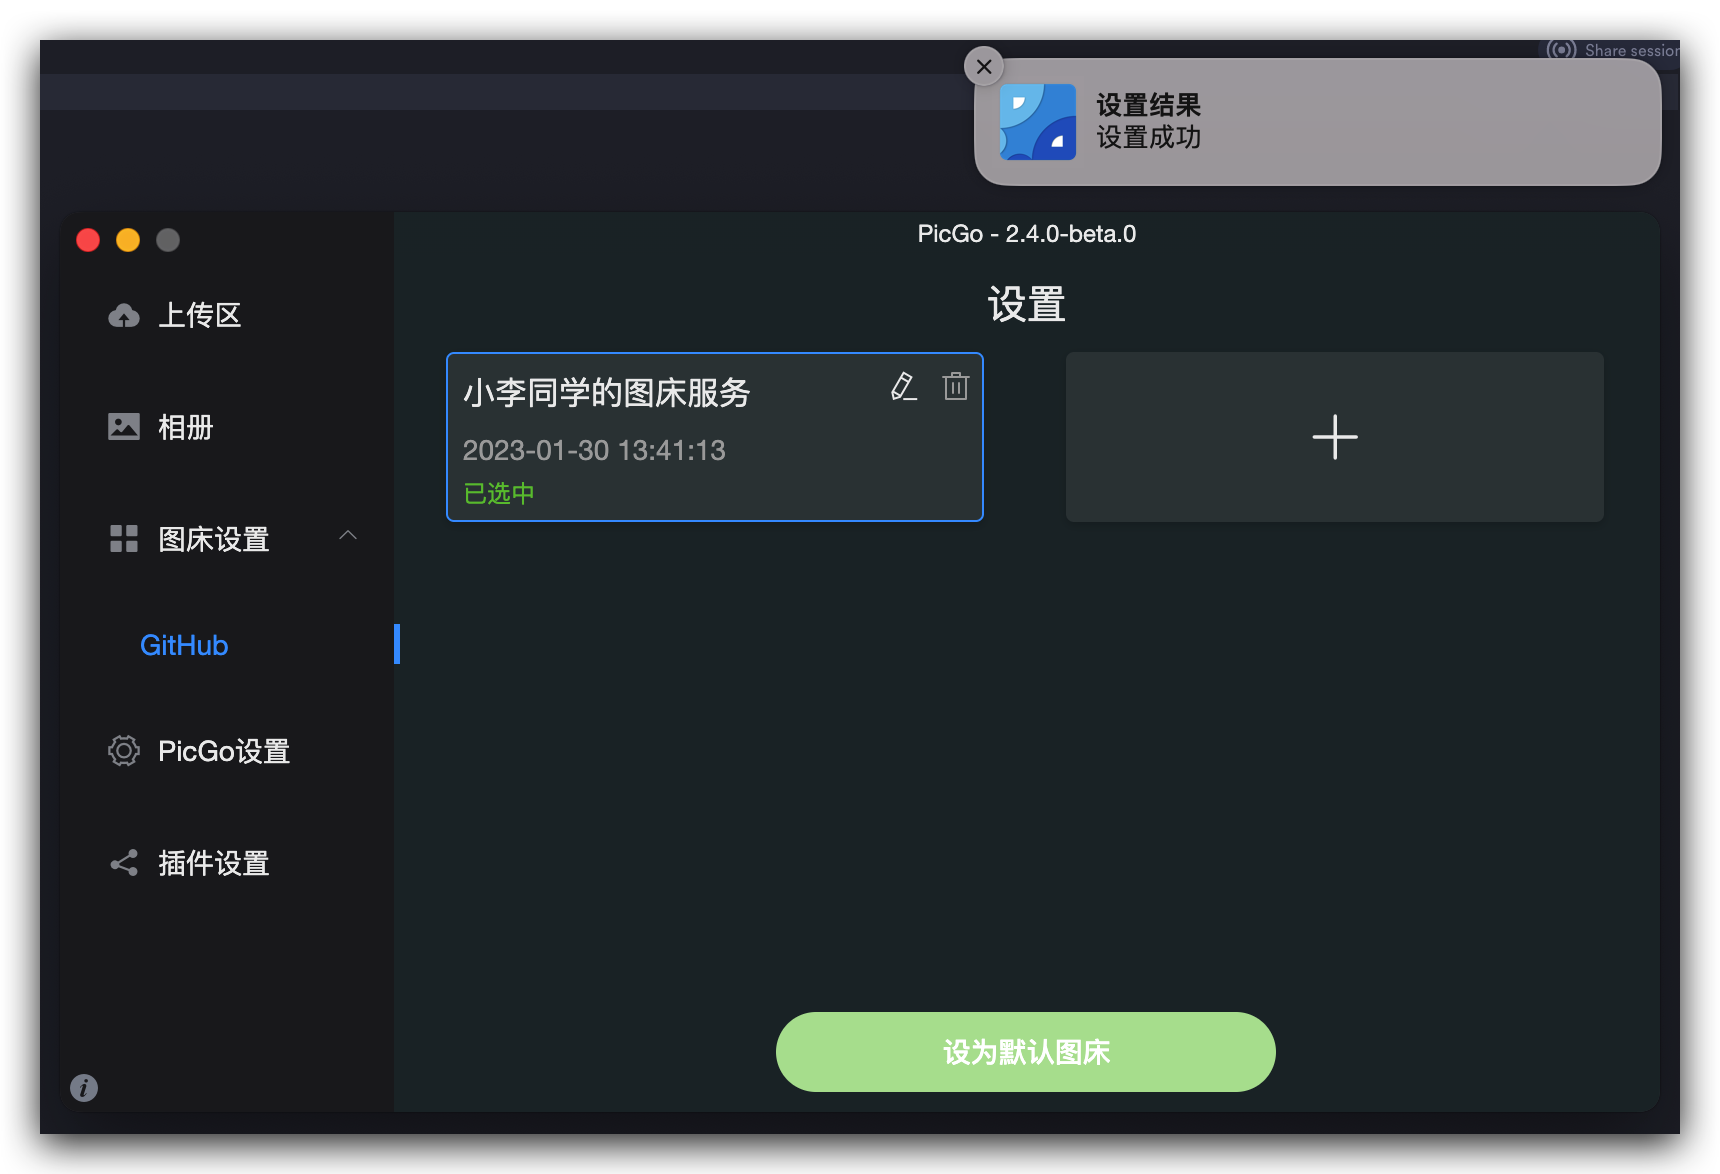 Share session
设置结果
设置成功
PicGo - 2.4.0-beta.0
上传区
相册
图床设置
GitHub
PicGo设置
插件设置
设置
小李同学的图床服务
2023-01-30 13:41:13
已选中
设为默认图床